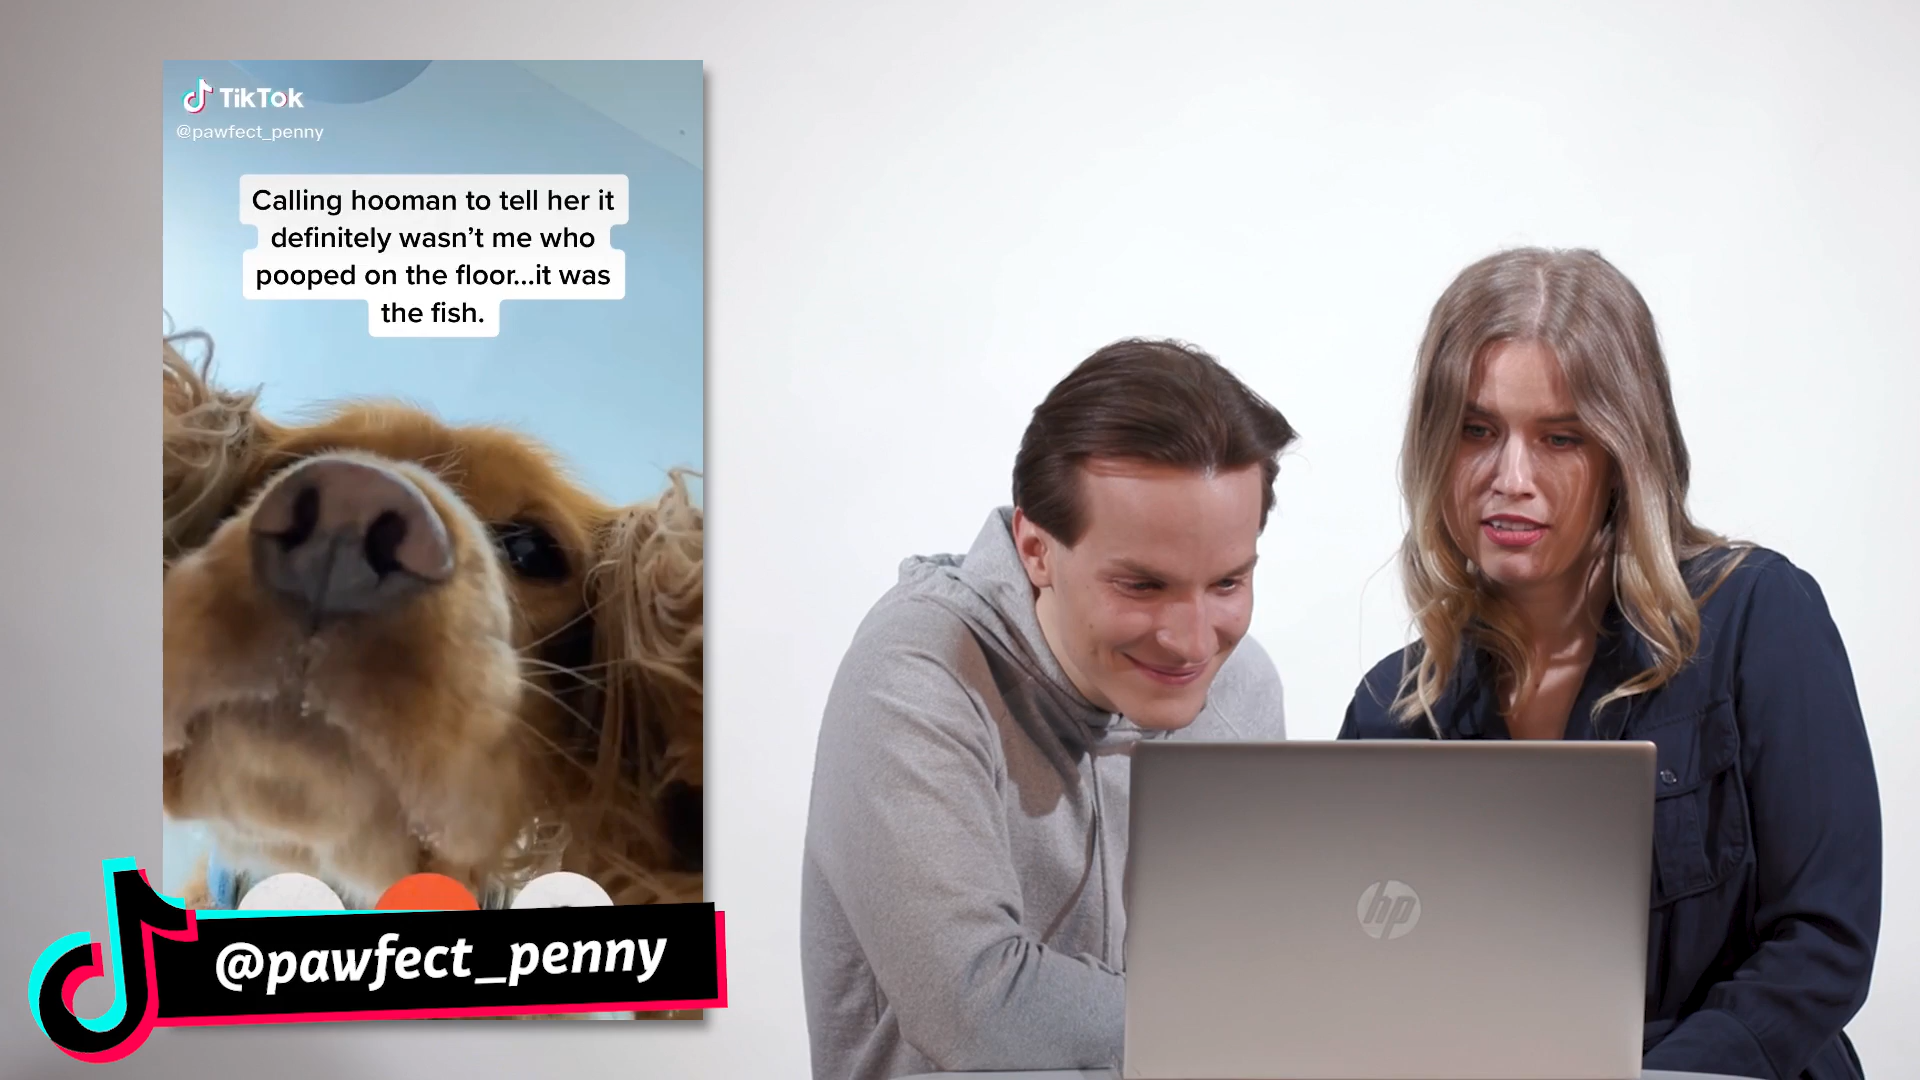 TikTok
@pawfect_penny
Calling hooman to tell her it
definitely wasn’t me who
pooped on the floor...it was
the fish.
@pawfect_penny
hp